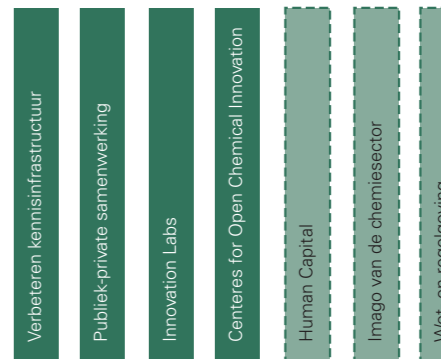 Verbeteren kennisinfrastructuur
Publiek-private samenwerking
Innovation Labs
Centeres for Open Chemical Innovation
Human Capital
Imago van de chemiesector
Wet- en regelgeving